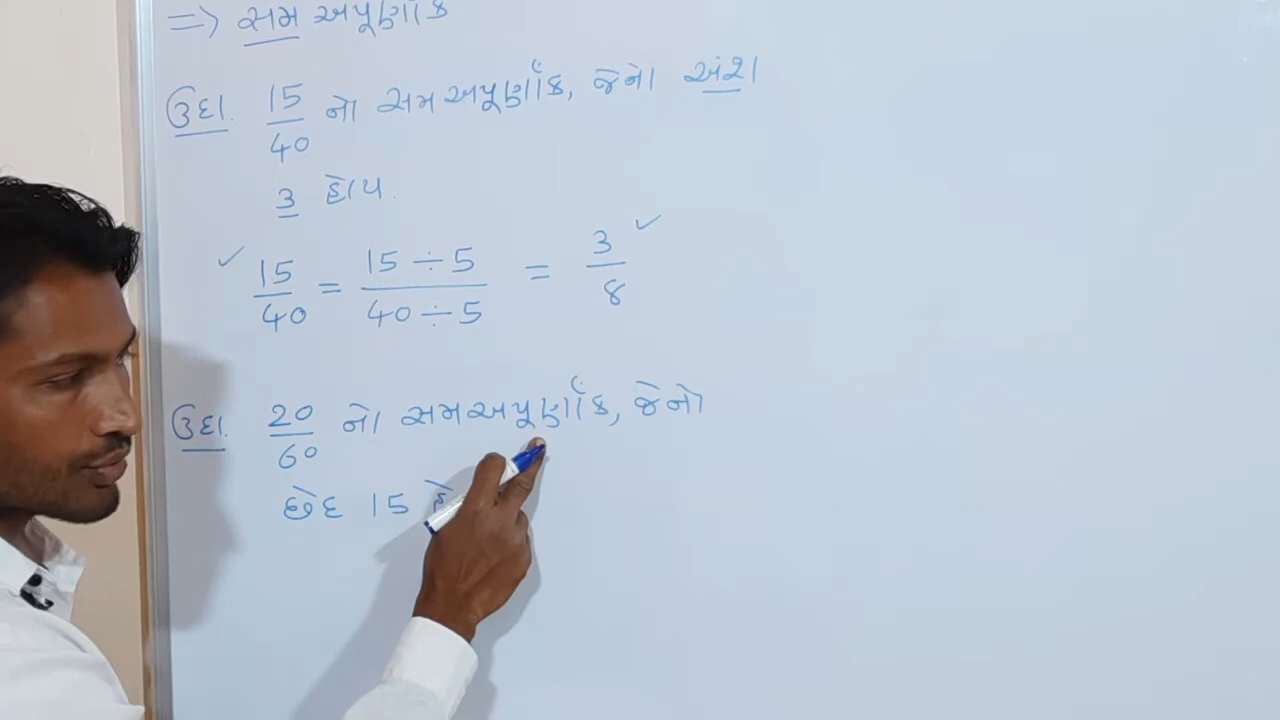 => સમ અપૂર્ણાંક
ઉદા. 15/40 નો સમઅપૂર્ણાંક, જેનો અંશ
3 હોય.
✓ 15/40 = 15÷5/40÷5 = 3/8 ✓
ઉદા. 20/60 નો સમઅપૂર્ણાંક, જેનો
છેદ 15